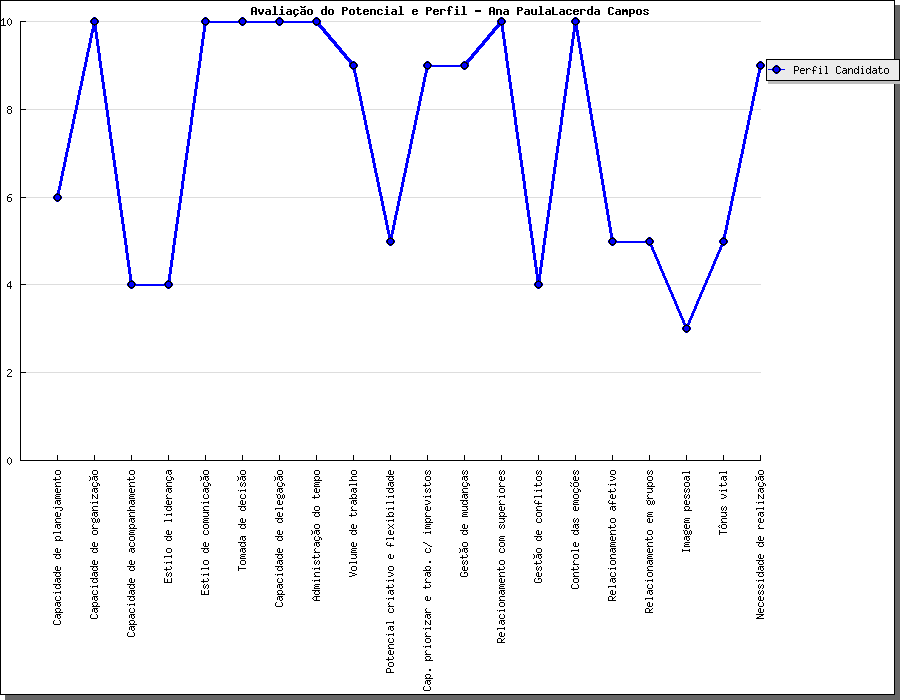 Avaliação do Potencial e Perfil - Ana PaulaLacerda Campos
10
8
6
4
2
0
Perfil Candidato
Capacidade de planejamento
Capacidade de organização
Capacidade de acompanhamento
Estilo de liderança
Estilo de comunicação
Tomada de decisão
Capacidade de delegação
Administração do tempo
Volume de trabalho
Potencial criativo e flexibilidade
Cap. priorizar e trab. c/ imprevistos
Gestão de mudanças
Relacionamento com superiores
Gestão de conflitos
Controle das emoções
Relacionamento afetivo
Relacionamento em grupos
Imagem pessoal
Tônus vital
Necessidade de realização